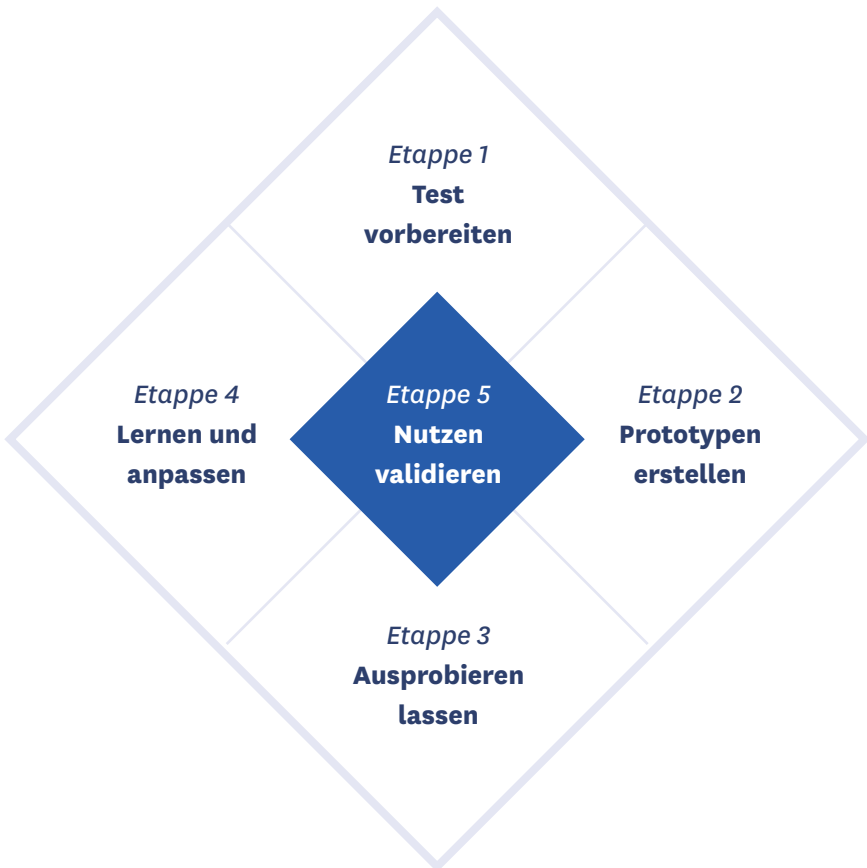 Etappe 1
Test
vorbereiten
Etappe 4
Lernen und
anpassen
Etappe 5
Nutzen
validieren
Etappe 2
Prototypen
erstellen
Etappe 3
Ausprobieren
lassen